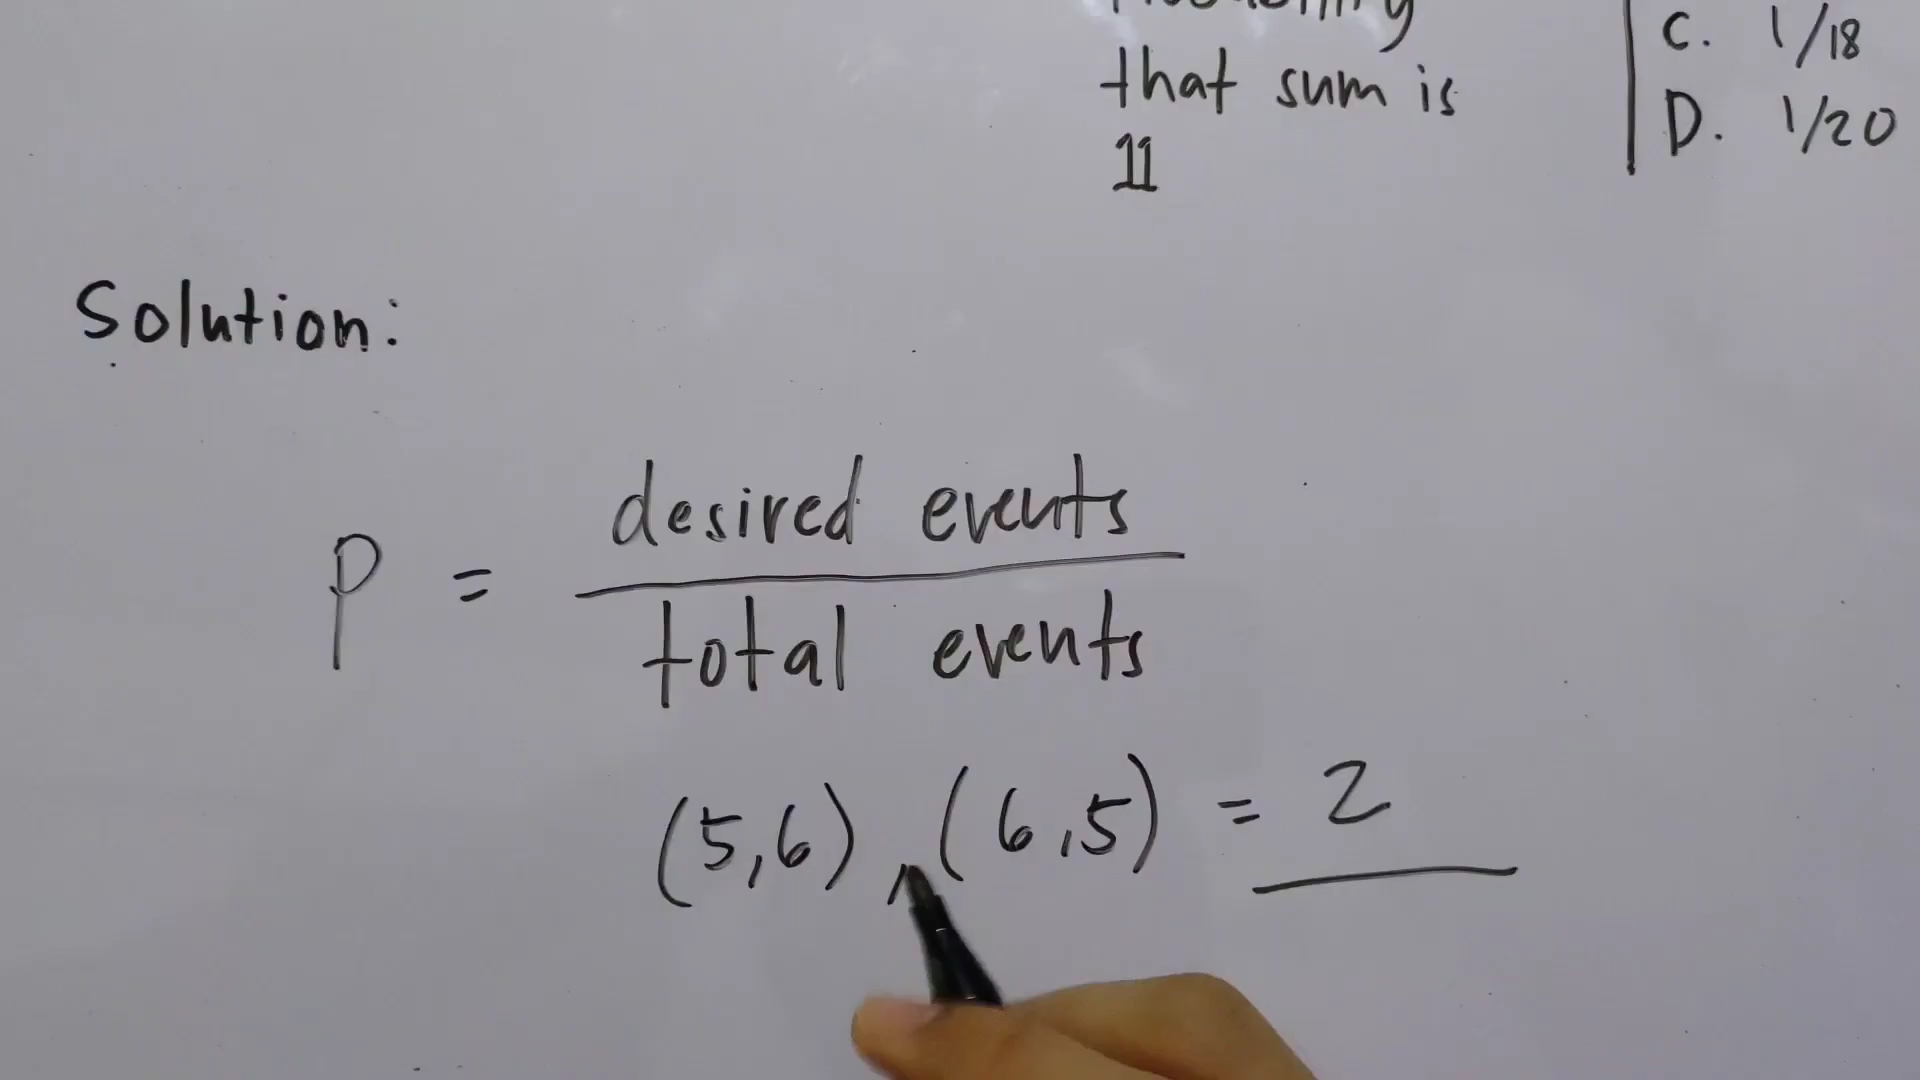 that sum is
11
C. 1/18
D. 1/20
Solution:
P = desired events
total events
(5,6), (6,5) = 2